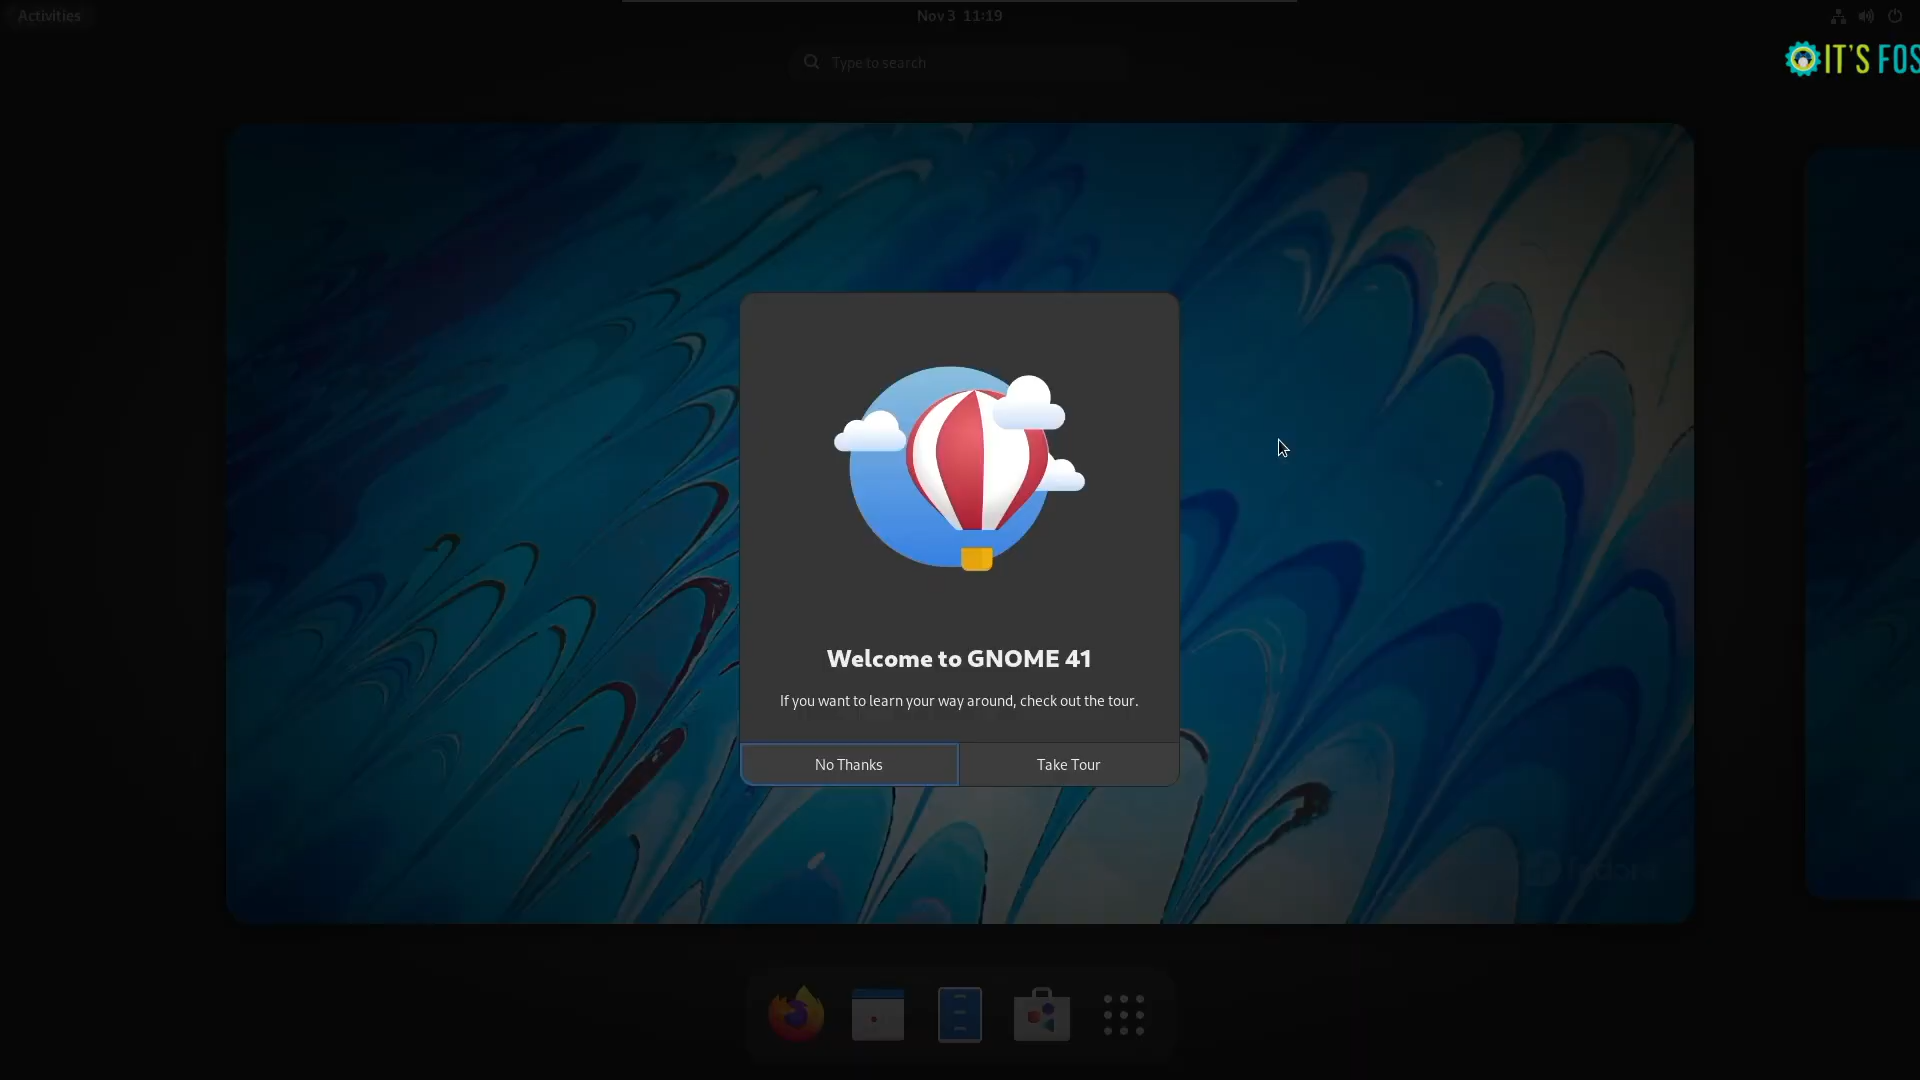 Activities
Nov 3 11:19
Type to search
IT'S FOS
Welcome to GNOME 41
If you want to learn your way around, check out the tour.
No Thanks
Take Tour
fedora